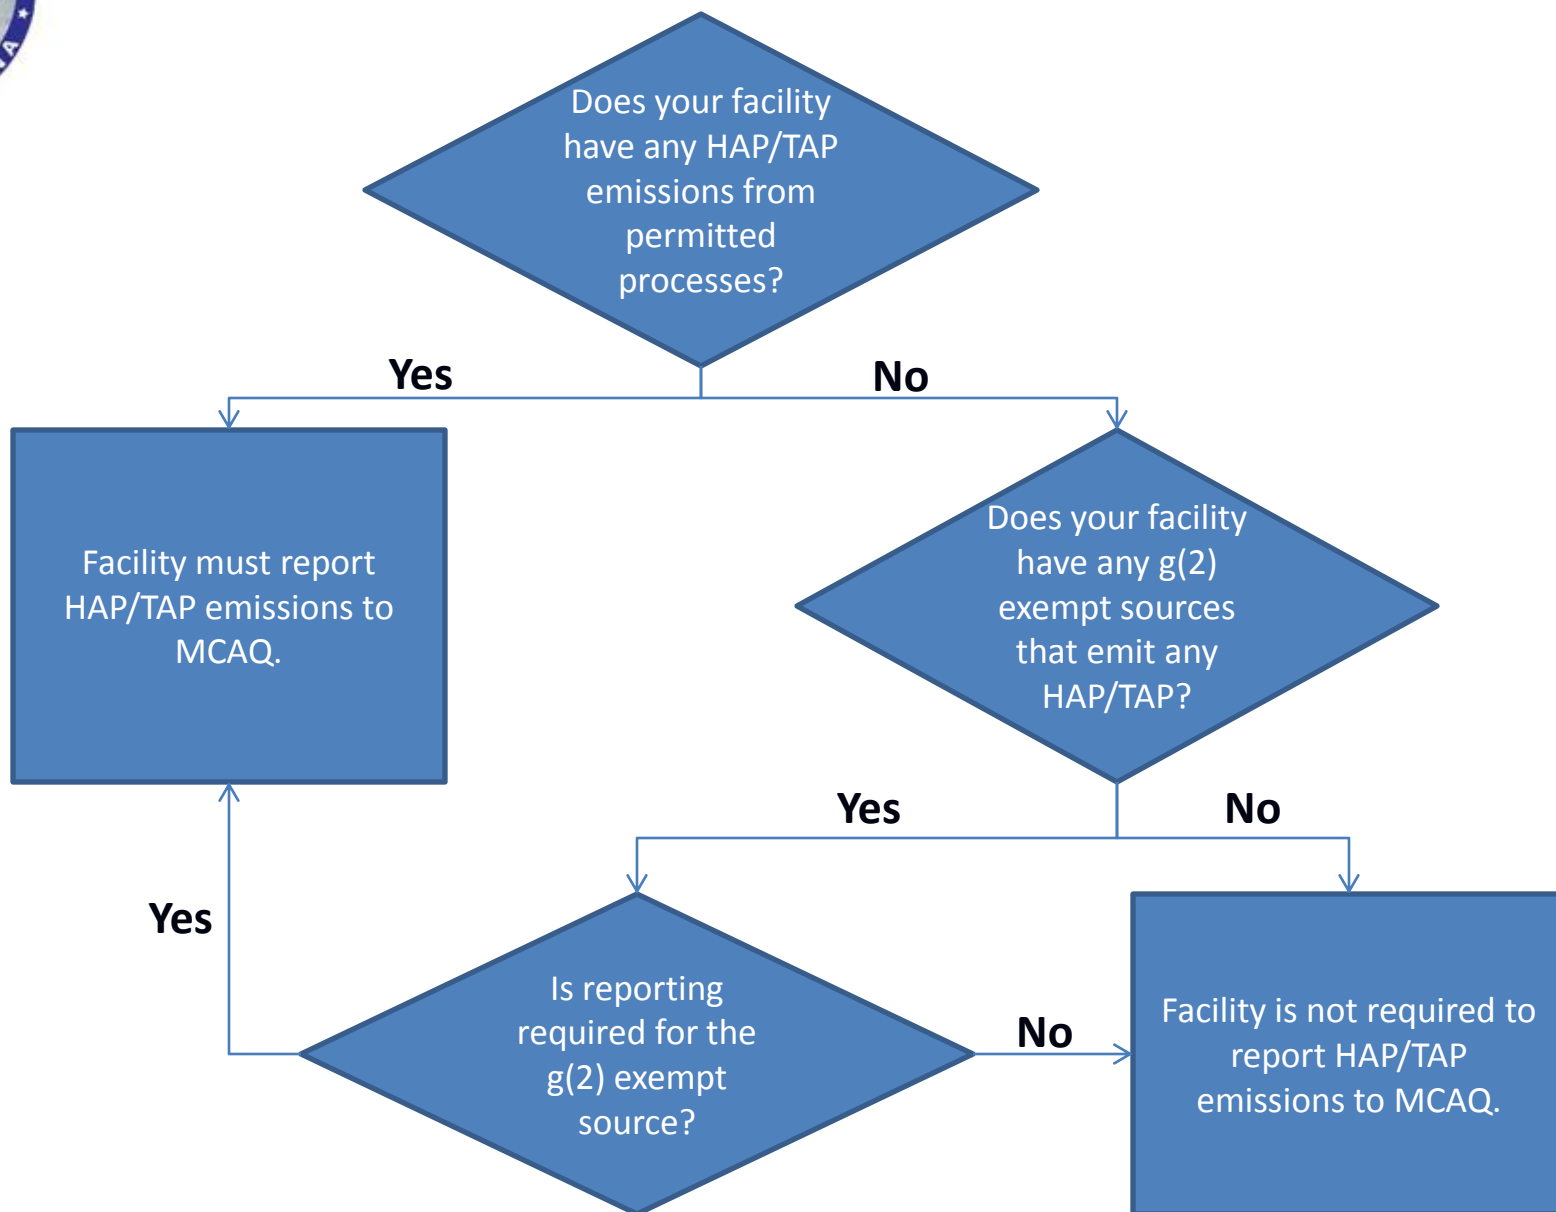 Does your facility
have any HAP/TAP
emissions from
permitted
processes?
Yes
No
Facility must report
HAP/TAP emissions to
MCAQ.
Does your facility
have any g(2)
exempt sources
that emit any
HAP/TAP?
Yes
No
Yes
Is reporting
required for the
g(2) exempt
source?
No
Facility is not required to
report HAP/TAP
emissions to MCAQ.